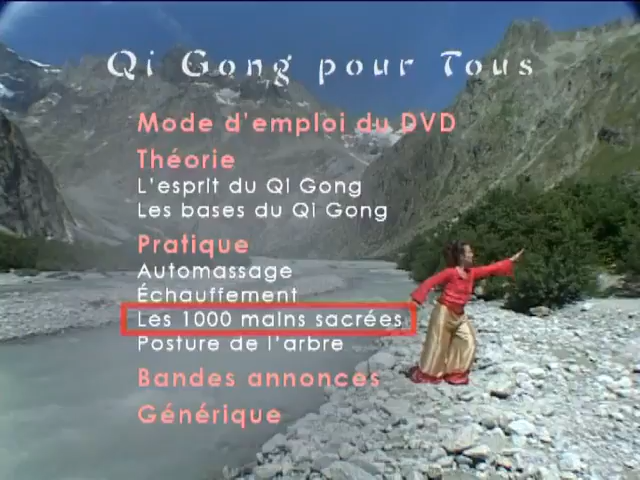 Qi Gong pour Tous
Mode d'emploi du DVD
Théorie
L'esprit du Qi Gong
Les bases du Qi Gong
Pratique
Automassage
Échauffement
Les 1000 mains sacrées
Posture de l'arbre
Bandes annonces
Générique